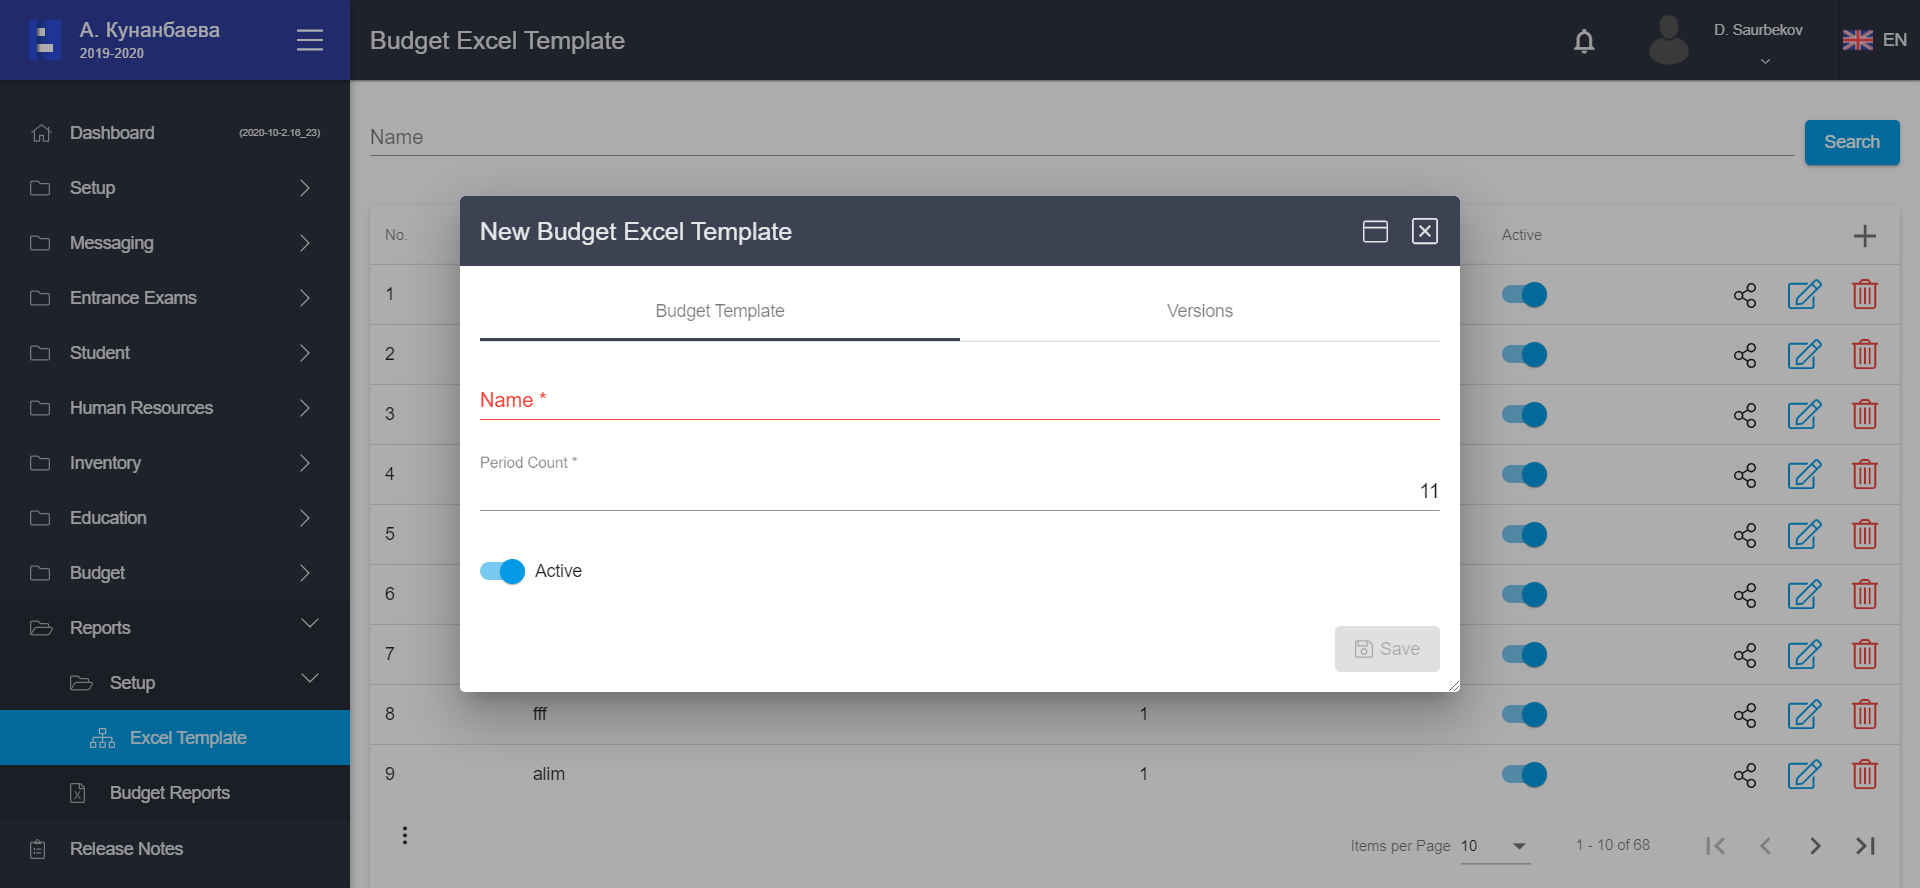 А. Кунанбаева
2019-2020
Budget Excel Template
D. Saurbekov
EN
Dashboard
(2020-10-2.16_23)
Setup
Messaging
Entrance Exams
Student
Human Resources
Inventory
Education
Budget
Reports
Setup
Excel Template
Budget Reports
Release Notes
Name
Search
No.
Active
1
2
3
4
5
6
7
8 fff 1
9 alim 1
Items per Page 10
1 - 10 of 68
New Budget Excel Template
Budget Template
Versions
Name *
Period Count *
11
Active
Save